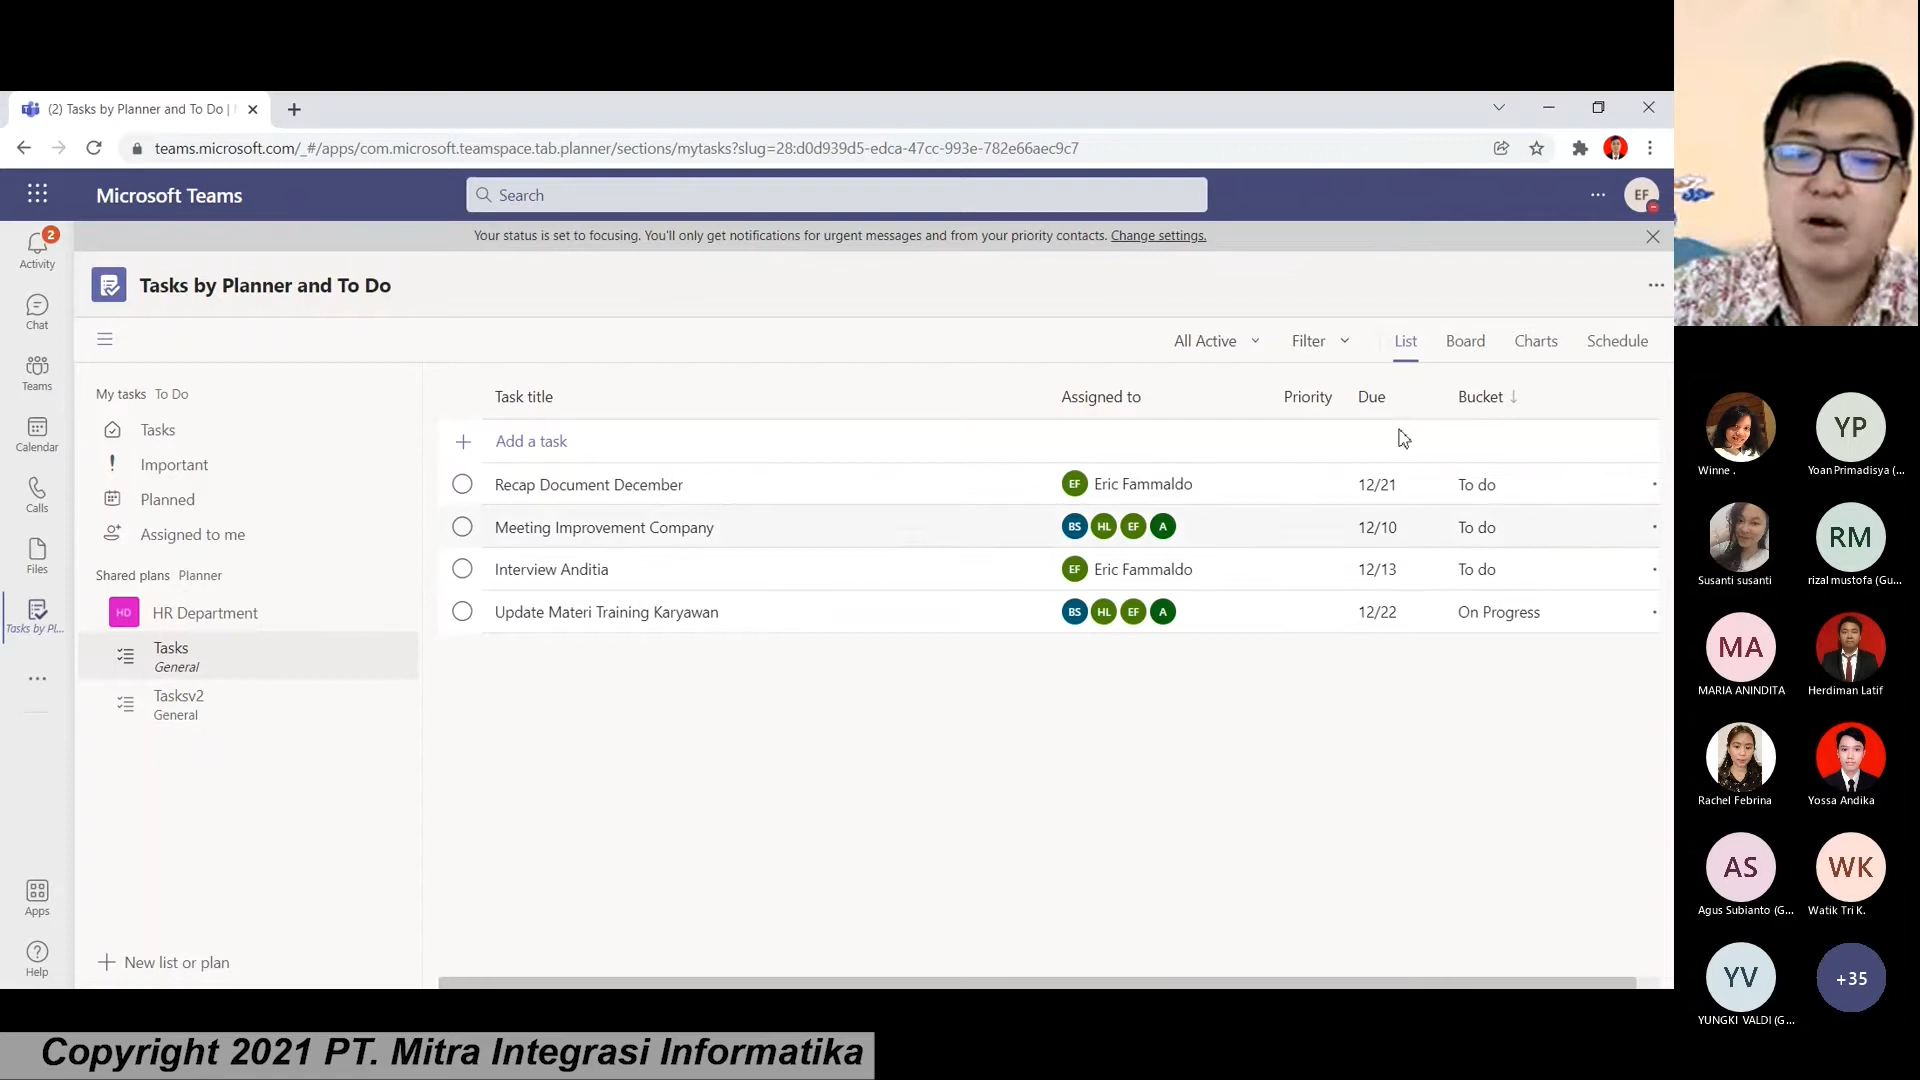 (2) Tasks by Planner and To Do |
teams.microsoft.com/_#/apps/com.microsoft.teamspace.tab.planner/sections/mytasks?slug=28:d0d939d5-edca-47cc-993e-782e66aec9c7
Microsoft Teams
Search
EF
Your status is set to focusing. You'll only get notifications for urgent messages and from your priority contacts. Change settings.
2
Activity
Chat
Teams
Calendar
Calls
Files
Tasks by Pl...
Apps
Help
Tasks by Planner and To Do
All Active
Filter
List
Board
Charts
Schedule
My tasks To Do
Tasks
Important
Planned
Assigned to me
Shared plans Planner
HD HR Department
Tasks
General
Tasksv2
General
New list or plan
Task title Assigned to Priority Due Bucket
Add a task
Recap Document December EF Eric Fammaldo 12/21 To do
Meeting Improvement Company BS HL EF A 12/10 To do
Interview Anditia EF Eric Fammaldo 12/13 To do
Update Materi Training Karyawan BS HL EF A 12/22 On Progress
Winne .
YP
Yoan Primadisya (...
Susanti susanti
RM
rizal mustofa (Gu...
MA
MARIA ANINDITA
Herdiman Latif
Rachel Febrina
Yossa Andika
AS
Agus Subianto (G...
WK
Watik Tri K.
YV
YUNGKI VALDI (G...
+35
Copyright 2021 PT. Mitra Integrasi Informatika